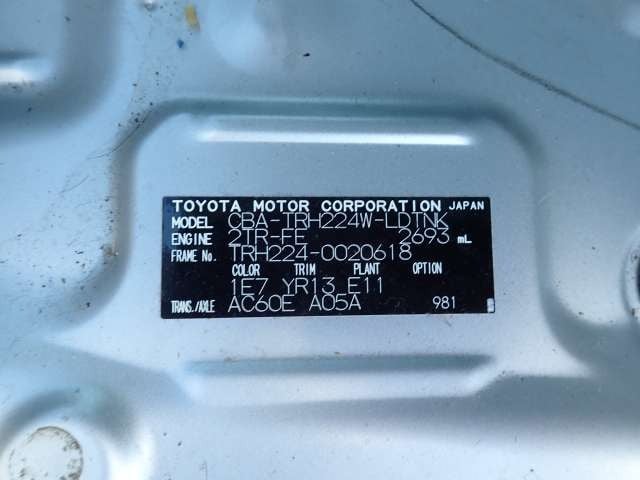 TOYOTA MOTOR CORPORATION JAPAN
MODEL CBA-TRH224W-LDTNK
ENGINE 2TR-FE 2693 mL
FRAME No. TRH224-0020618
COLOR TRIM PLANT OPTION
1E7 YR13 E11
TRANS./AXLE AC60E A05A 981